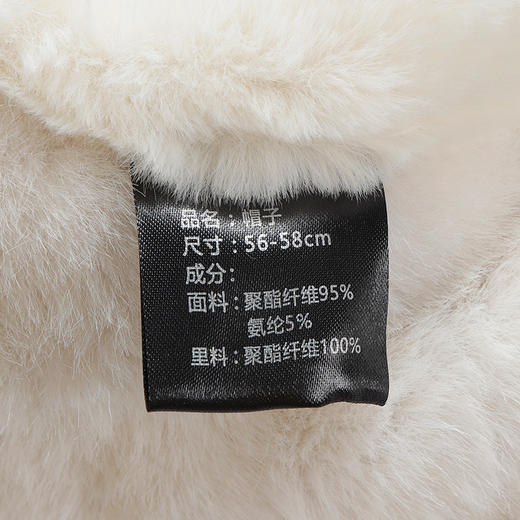 品名：帽子
尺寸：56-58cm
成分：
面料：聚酯纤维95%
氨纶5%
里料：聚酯纤维100%